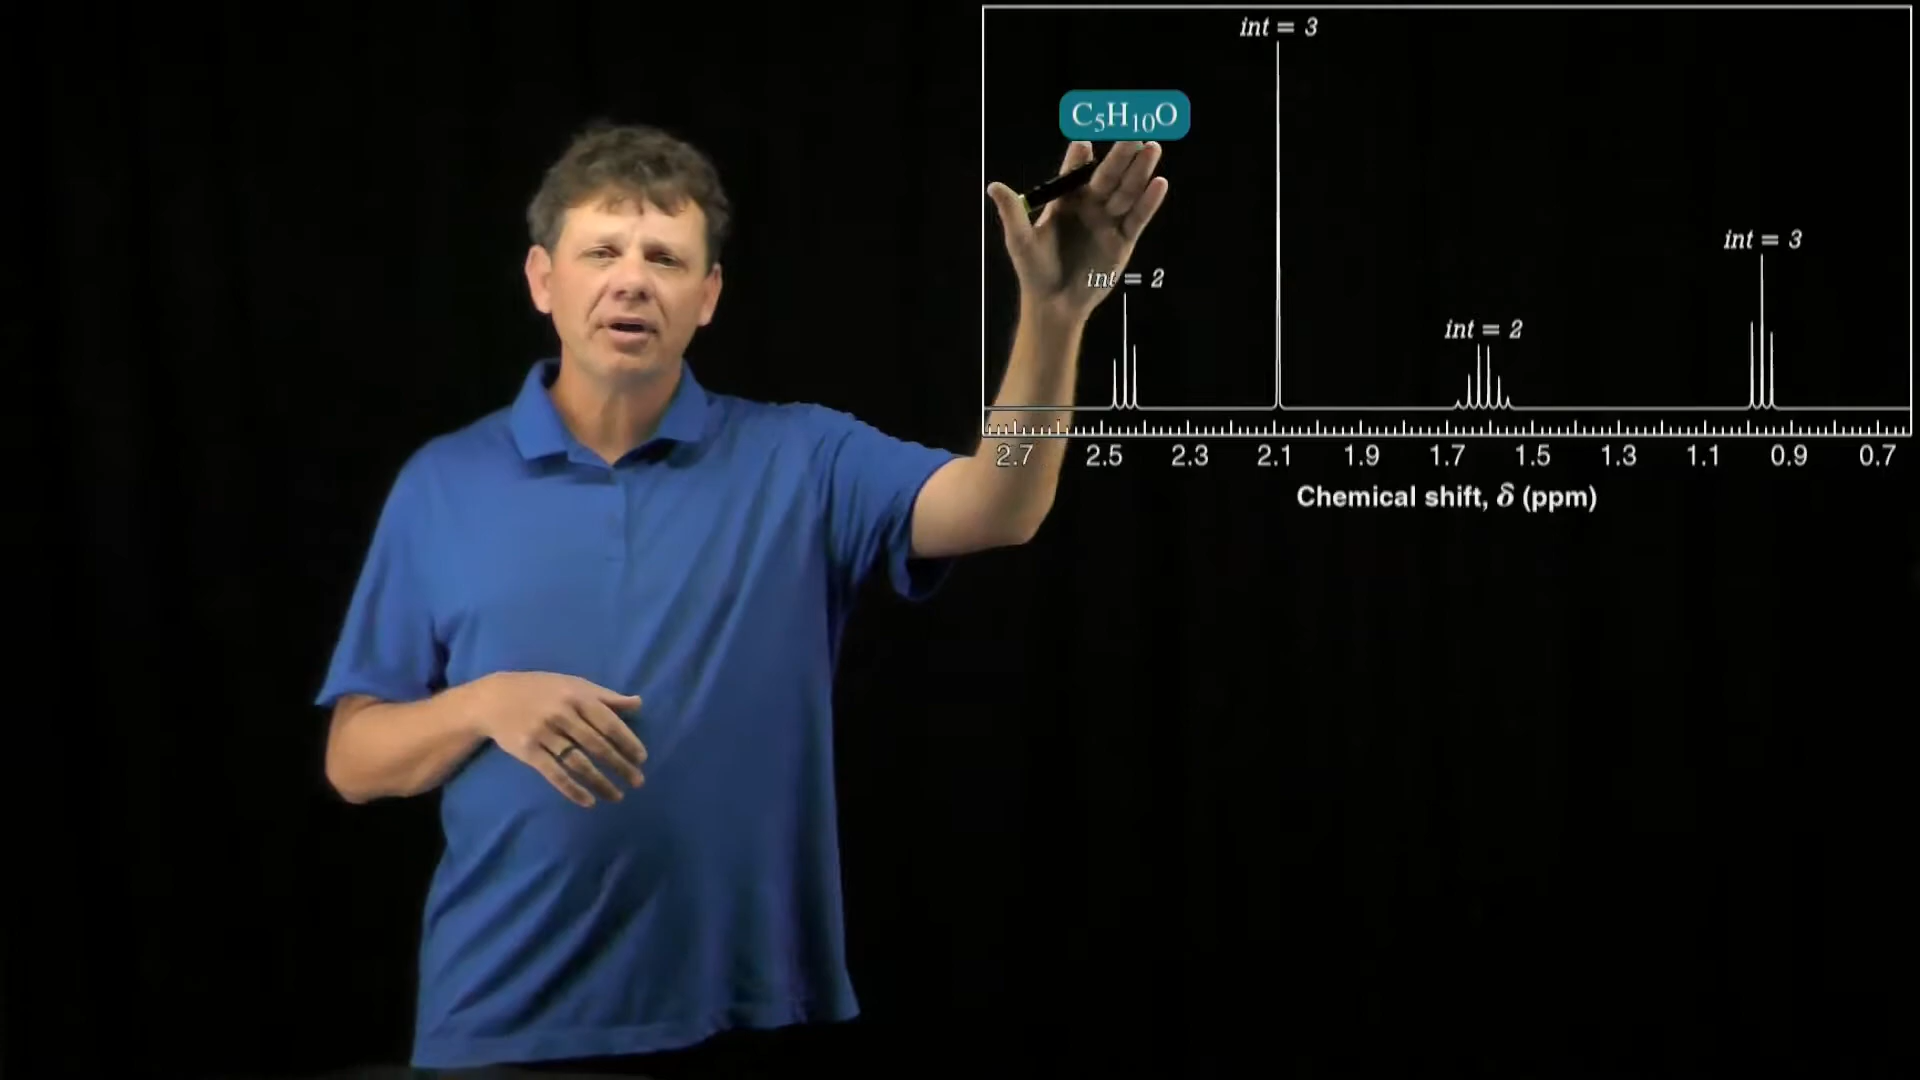 int = 3
C₅H₁₀O
int = 3
int = 2
int = 2
2.7 2.5 2.3 2.1 1.9 1.7 1.5 1.3 1.1 0.9 0.7
Chemical shift, δ (ppm)